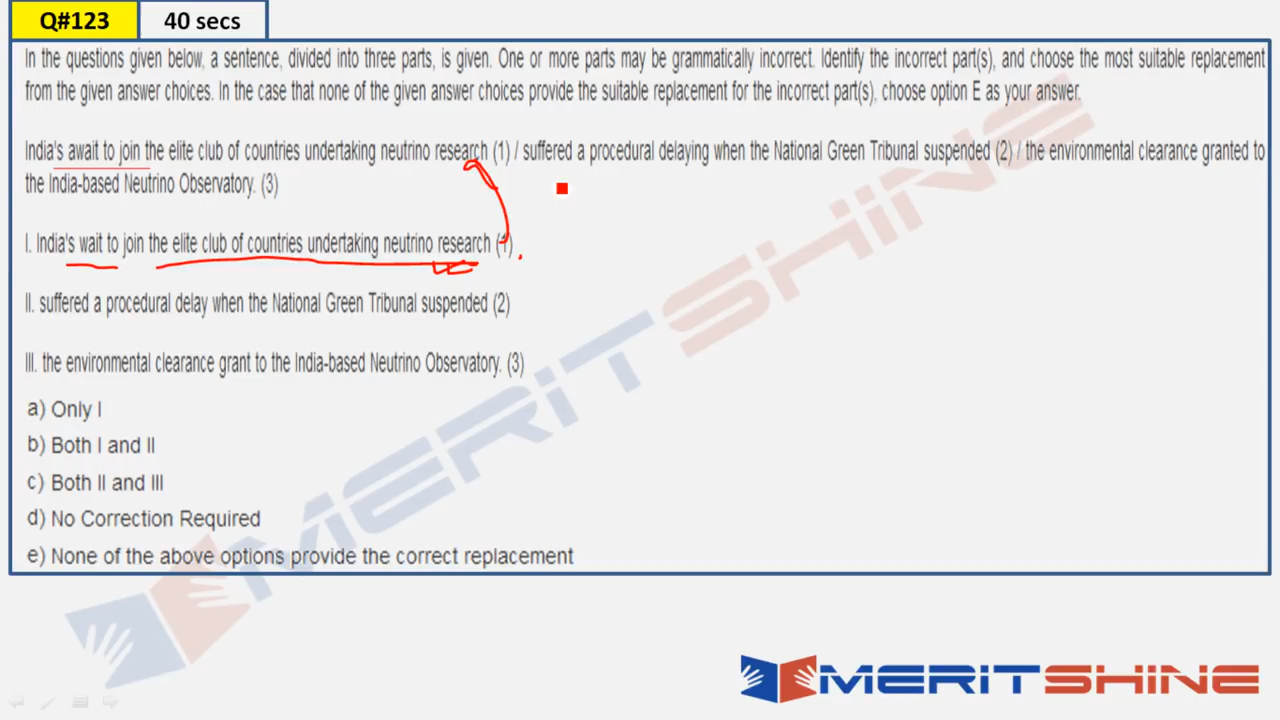 Q#123
40 secs
In the questions given below, a sentence, divided into three parts, is given. One or more parts may be grammatically incorrect. Identify the incorrect part(s), and choose the most suitable replacement
from the given answer choices. In the case that none of the given answer choices provide the suitable replacement for the incorrect part(s), choose option E as your answer.
India's await to join the elite club of countries undertaking neutrino research (1) / suffered a procedural delaying when the National Green Tribunal suspended (2) / the environmental clearance granted to
the India-based Neutrino Observatory. (3)
I. India's wait to join the elite club of countries undertaking neutrino research (1)
II. suffered a procedural delay when the National Green Tribunal suspended (2)
III. the environmental clearance grant to the India-based Neutrino Observatory. (3)
a) Only I
b) Both I and II
c) Both II and III
d) No Correction Required
e) None of the above options provide the correct replacement
MERiT SHiNE
MERiTSHiNE